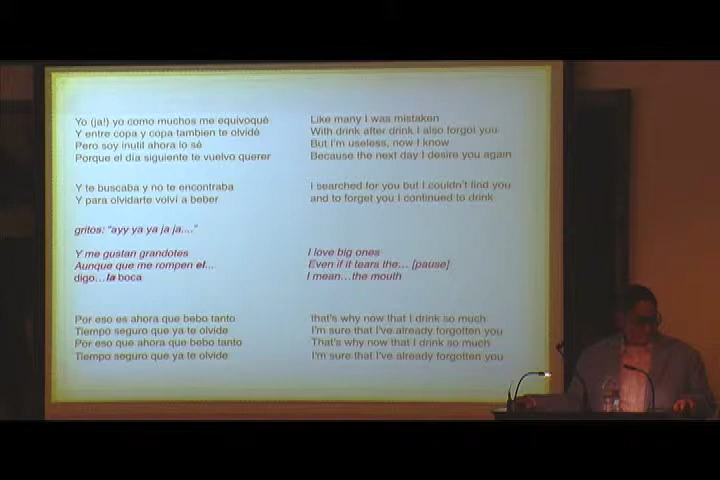 Yo (ja!) yo como muchos me equivoqué
Y entre copa y copa tambien te olvidé
Pero soy inutil ahora lo sé
Porque el día siguiente te vuelvo querer
Y te buscaba y no te encontraba
Y para olvidarte volví a beber
gritos: "ayy ya ya ja ja...."
Y me gustan grandotes
Aunque que me rompen el...
digo...la boca
Por eso es ahora que bebo tanto
Tiempo seguro que ya te olvide
Por eso que ahora que bebo tanto
Tiempo seguro que ya te olvide
Like many I was mistaken
With drink after drink I also forgot you
But I'm useless, now I know
Because the next day I desire you again
I searched for you but I couldn't find you
and to forget you I continued to drink
I love big ones
Even if it tears the... [pause]
I mean...the mouth
that's why now that I drink so much
I'm sure that I've already forgotten you
That's why now that I drink so much
I'm sure that I've already forgotten you